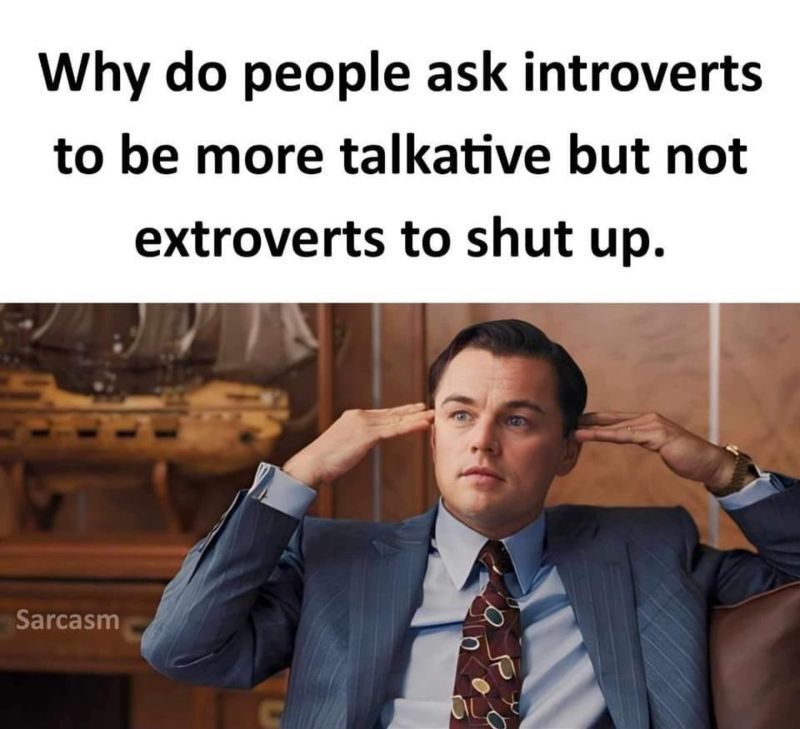 Why do people ask introverts
to be more talkative but not
extroverts to shut up.
Sarcasm